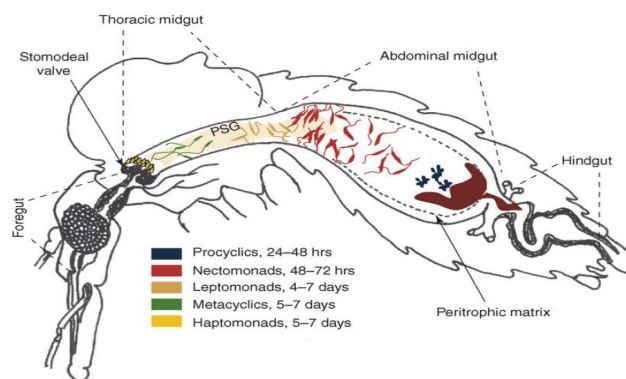 Thoracic midgut
Stomodeal
valve
Abdominal midgut
PSG
Hindgut
Foregut
Procyclics, 24–48 hrs
Nectomonads, 48–72 hrs
Leptomonads, 4–7 days
Metacyclics, 5–7 days
Haptomonads, 5–7 days
Peritrophic matrix